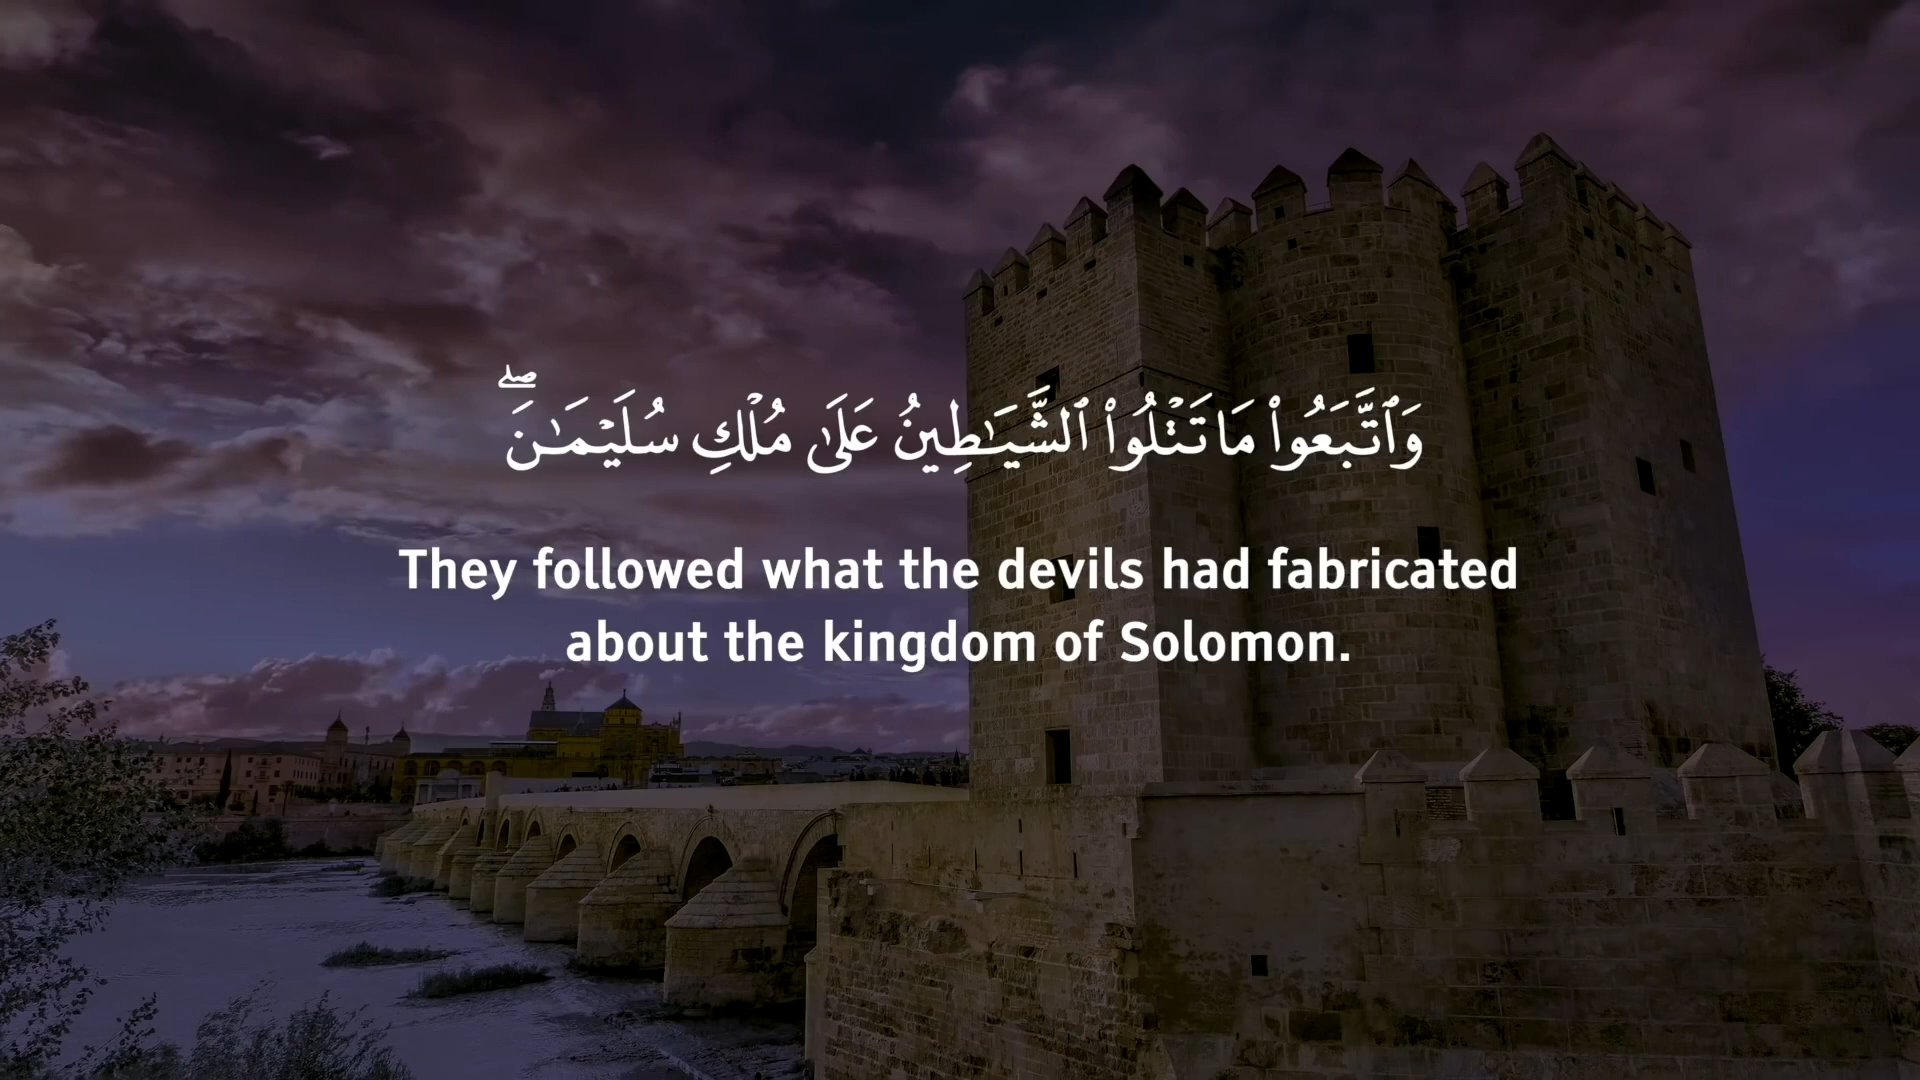 وَٱتَّبَعُوا۟ مَا تَتْلُوا۟ ٱلشَّيَـٰطِينُ عَلَىٰ مُلْكِ سُلَيْمَـٰنَ ۖ
They followed what the devils had fabricated
about the kingdom of Solomon.